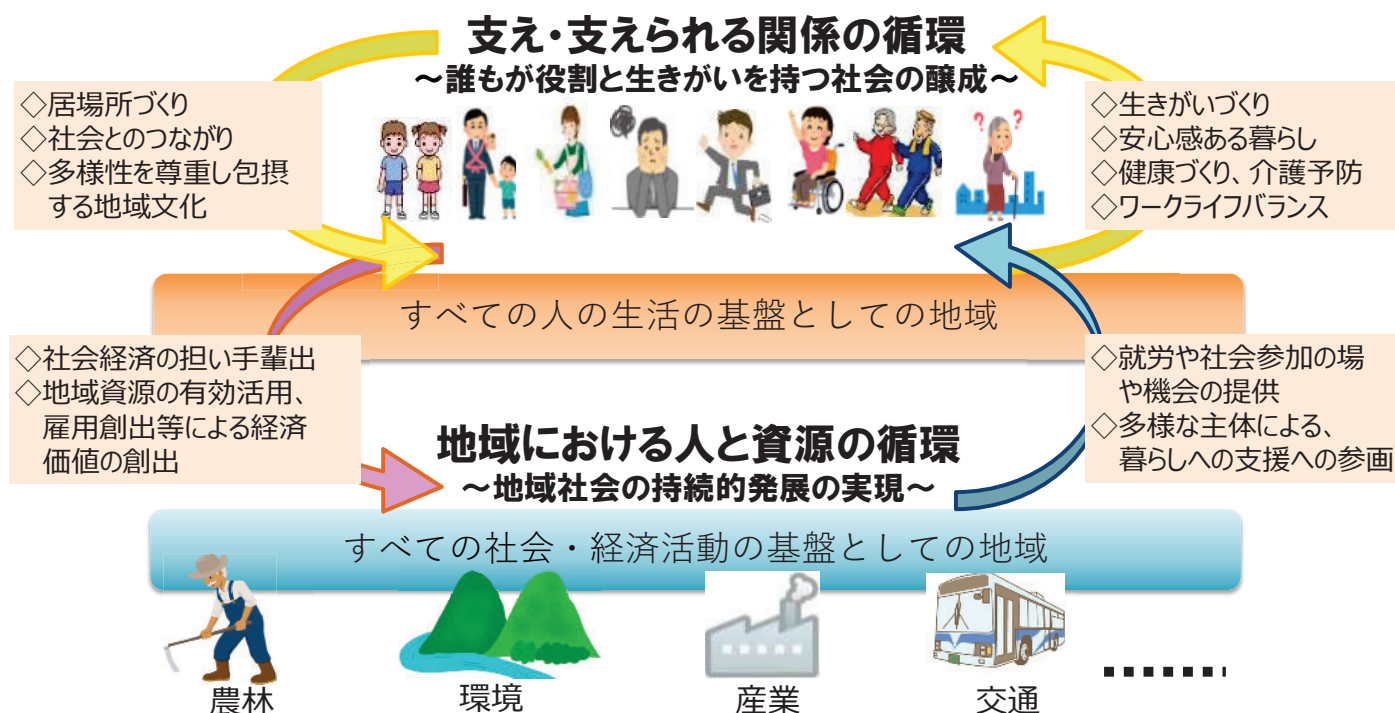 支え・支えられる関係の循環
～誰もが役割と生きがいを持つ社会の醸成～
◇居場所づくり
◇社会とのつながり
◇多様性を尊重し包摂
する地域文化
◇生きがいづくり
◇安心感ある暮らし
◇健康づくり、介護予防
◇ワークライフバランス
すべての人の生活の基盤としての地域
◇社会経済の担い手輩出
◇地域資源の有効活用、
雇用創出等による経済
価値の創出
◇就労や社会参加の場
や機会の提供
◇多様な主体による、
暮らしへの支援への参画
地域における人と資源の循環
～地域社会の持続的発展の実現～
すべての社会・経済活動の基盤としての地域
農林
環境
産業
交通